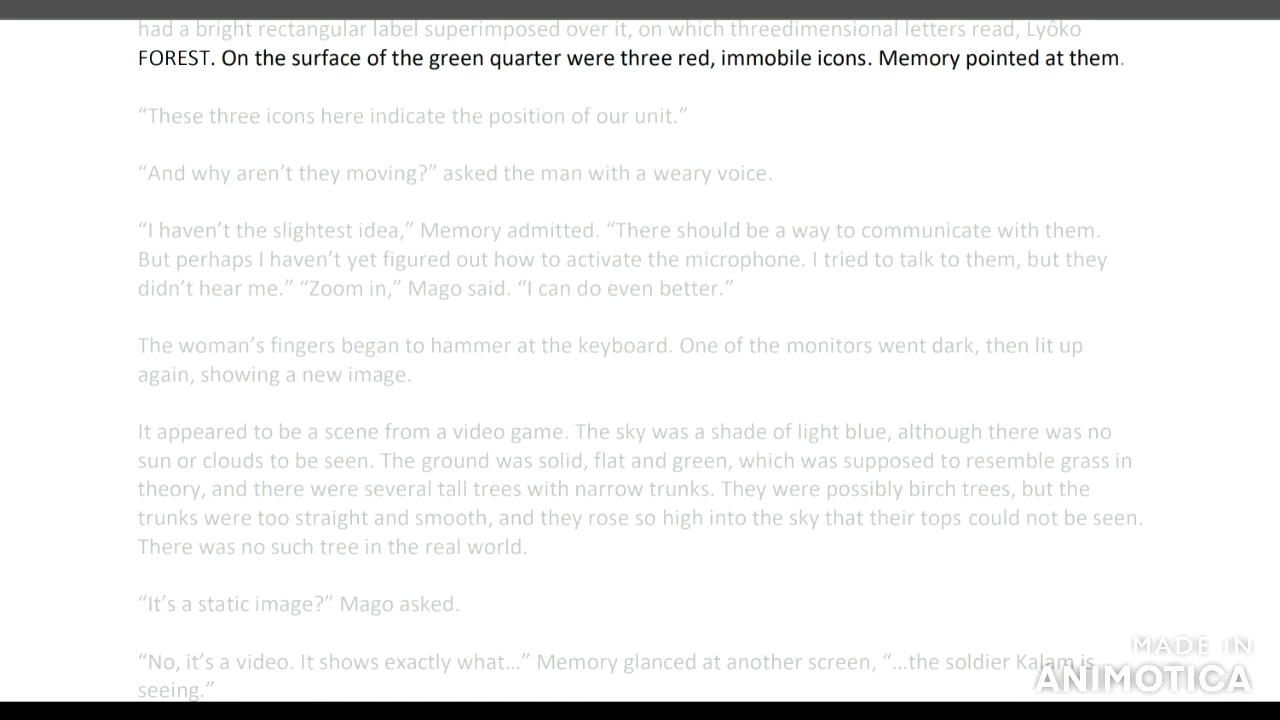 had a bright rectangular label superimposed over it, on which threedimensional letters read, Lyôko
FOREST. On the surface of the green quarter were three red, immobile icons. Memory pointed at them.
“These three icons here indicate the position of our unit.”
“And why aren’t they moving?” asked the man with a weary voice.
“I haven’t the slightest idea,” Memory admitted. “There should be a way to communicate with them.
But perhaps I haven’t yet figured out how to activate the microphone. I tried to talk to them, but they
didn’t hear me.” “Zoom in,” Mago said. “I can do even better.”
The woman’s fingers began to hammer at the keyboard. One of the monitors went dark, then lit up
again, showing a new image.
It appeared to be a scene from a video game. The sky was a shade of light blue, although there was no
sun or clouds to be seen. The ground was solid, flat and green, which was supposed to resemble grass in
theory, and there were several tall trees with narrow trunks. They were possibly birch trees, but the
trunks were too straight and smooth, and they rose so high into the sky that their tops could not be seen.
There was no such tree in the real world.
“It’s a static image?” Mago asked.
“No, it’s a video. It shows exactly what…” Memory glanced at another screen, “…the soldier Kalam is
seeing.”
MADE IN
ANIMOTICA